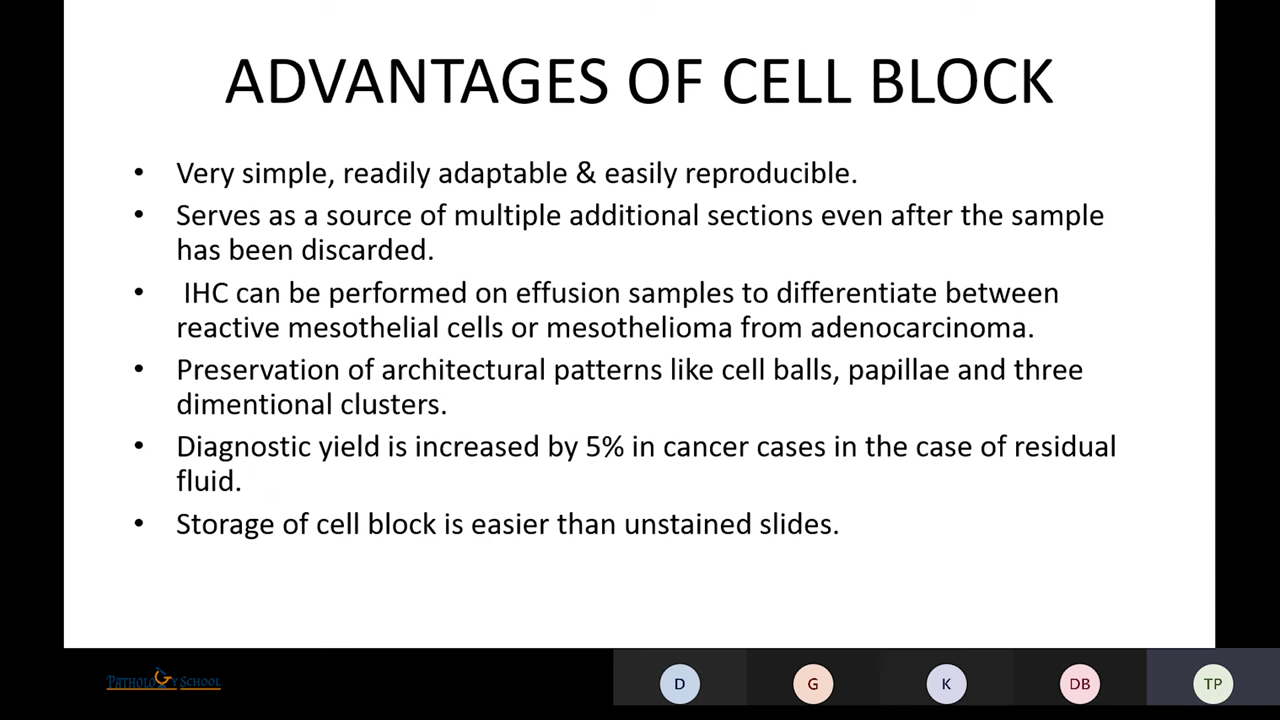 ADVANTAGES OF CELL BLOCK
• Very simple, readily adaptable & easily reproducible.
• Serves as a source of multiple additional sections even after the sample
has been discarded.
• IHC can be performed on effusion samples to differentiate between
reactive mesothelial cells or mesothelioma from adenocarcinoma.
• Preservation of architectural patterns like cell balls, papillae and three
dimentional clusters.
• Diagnostic yield is increased by 5% in cancer cases in the case of residual
fluid.
• Storage of cell block is easier than unstained slides.
PATHOLOGY SCHOOL
D G K DB TP